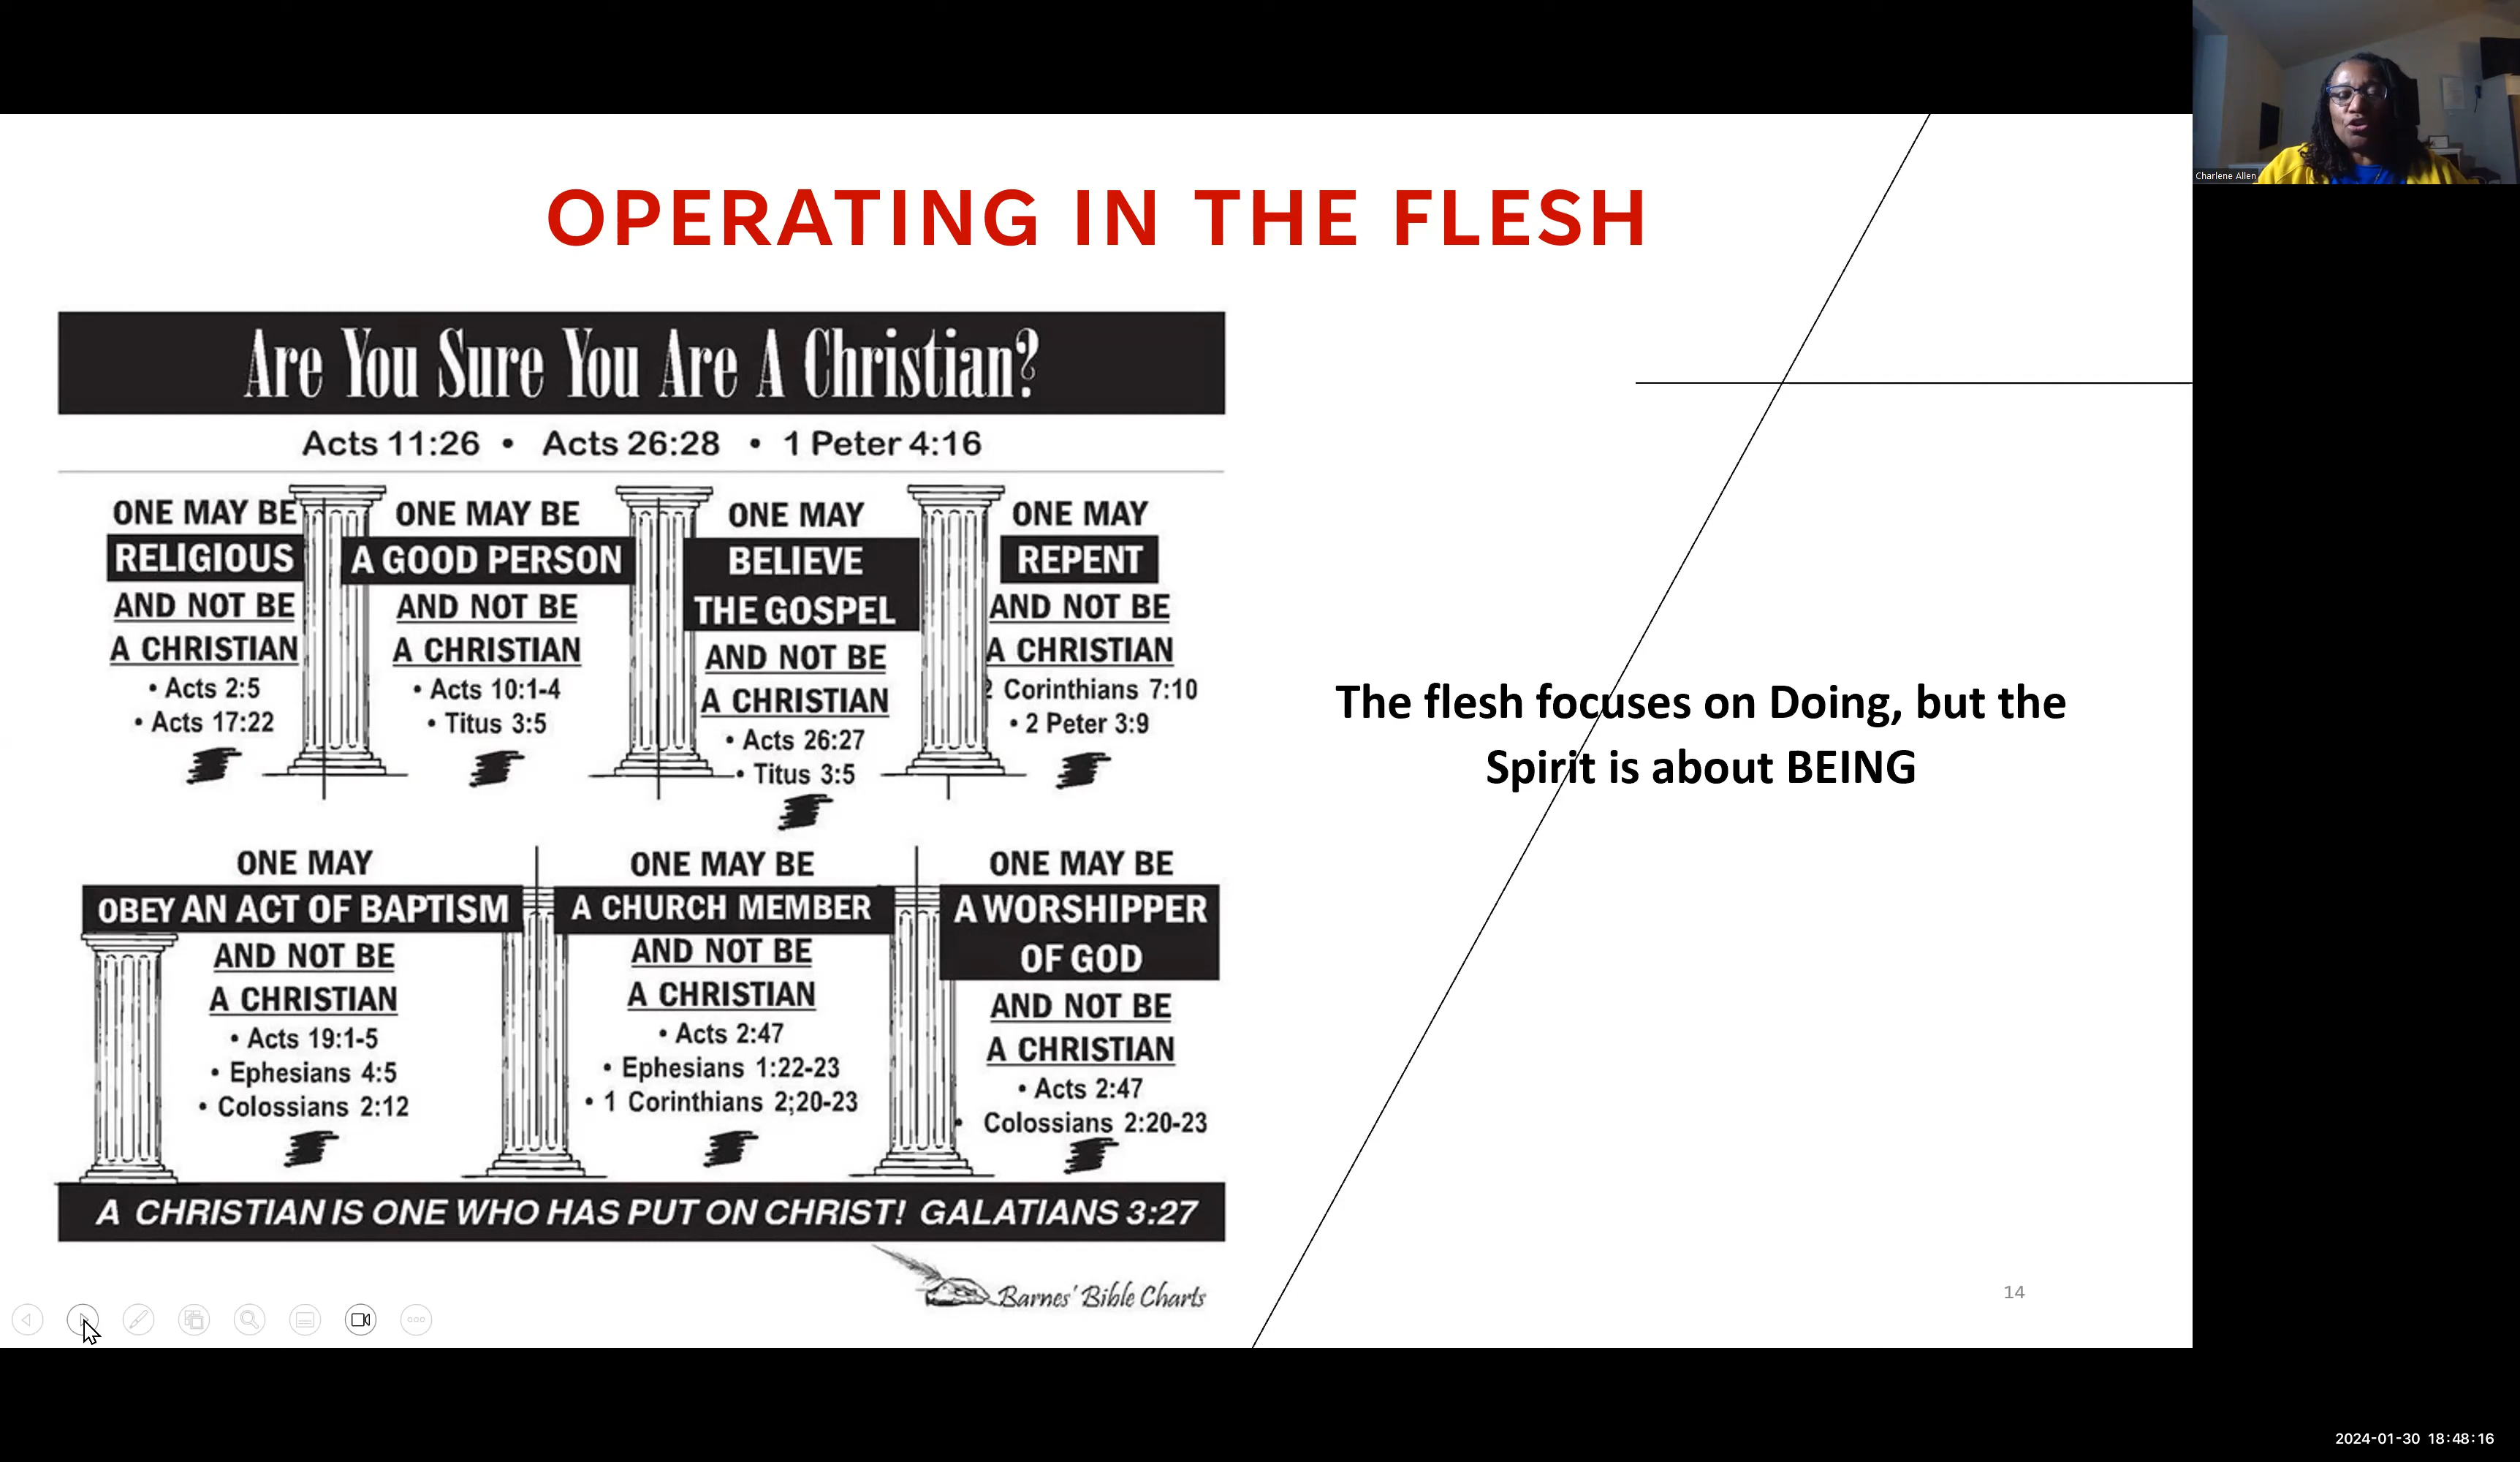 Charlene Allen
OPERATING IN THE FLESH
Are You Sure You Are A Christian?
Acts 11:26 • Acts 26:28 • 1 Peter 4:16
ONE MAY BE
RELIGIOUS
AND NOT BE
A CHRISTIAN
• Acts 2:5
• Acts 17:22
ONE MAY BE
A GOOD PERSON
AND NOT BE
A CHRISTIAN
• Acts 10:1-4
• Titus 3:5
ONE MAY
BELIEVE
THE GOSPEL
AND NOT BE
A CHRISTIAN
• Acts 26:27
• Titus 3:5
ONE MAY
REPENT
AND NOT BE
A CHRISTIAN
2 Corinthians 7:10
• 2 Peter 3:9
ONE MAY
OBEY AN ACT OF BAPTISM
AND NOT BE
A CHRISTIAN
• Acts 19:1-5
• Ephesians 4:5
• Colossians 2:12
ONE MAY BE
A CHURCH MEMBER
AND NOT BE
A CHRISTIAN
• Acts 2:47
• Ephesians 1:22-23
• 1 Corinthians 2;20-23
ONE MAY BE
A WORSHIPPER
OF GOD
AND NOT BE
A CHRISTIAN
• Acts 2:47
• Colossians 2:20-23
A CHRISTIAN IS ONE WHO HAS PUT ON CHRIST! GALATIANS 3:27
Barnes' Bible Charts
The flesh focuses on Doing, but the
Spirit is about BEING
14
2024-01-30 18:48:16